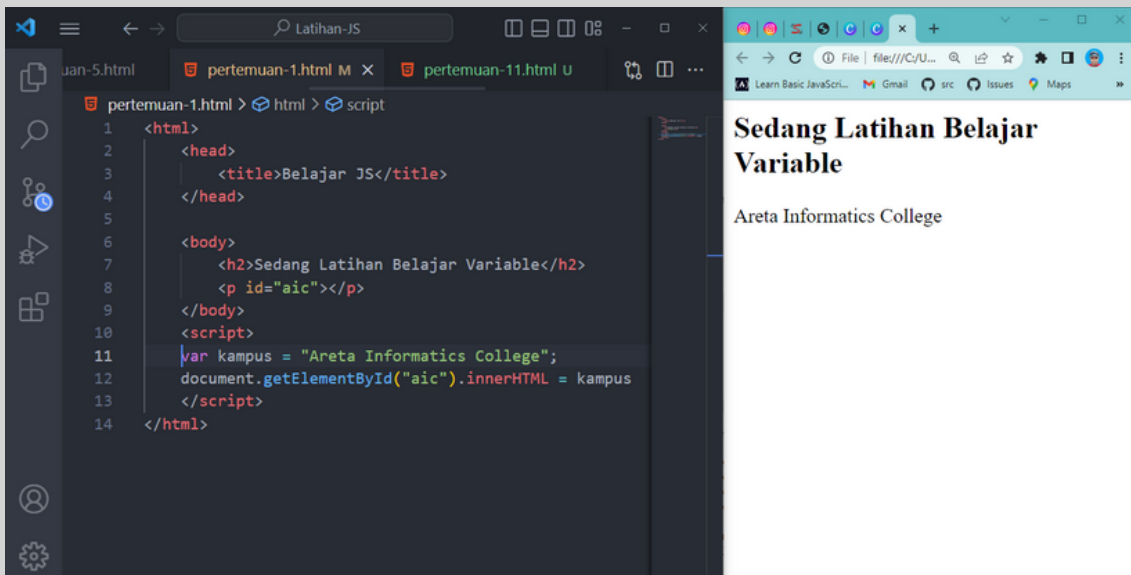 Latihan-JS
uan-5.html
pertemuan-1.html M
pertemuan-11.html U
pertemuan-1.html > html > script
1 <html>
2 <head>
3 <title>Belajar JS</title>
4 </head>
5
6 <body>
7 <h2>Sedang Latihan Belajar Variable</h2>
8 <p id="aic"></p>
9 </body>
10 <script>
11 var kampus = "Areta Informatics College";
12 document.getElementById("aic").innerHTML = kampus
13 </script>
14 </html>
File | file:///C:/U...
Learn Basic JavaScri...
Gmail
src
Issues
Maps
Sedang Latihan Belajar
Variable
Areta Informatics College